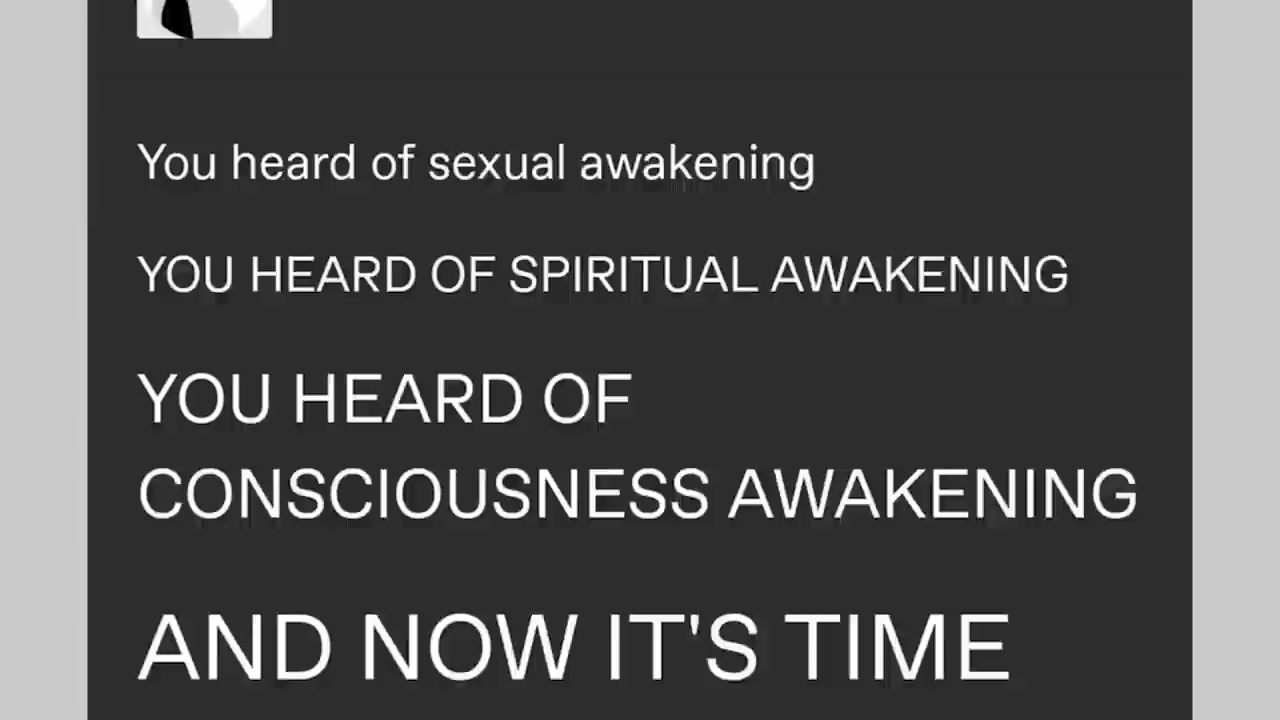 You heard of sexual awakening
YOU HEARD OF SPIRITUAL AWAKENING
YOU HEARD OF
CONSCIOUSNESS AWAKENING
AND NOW IT'S TIME